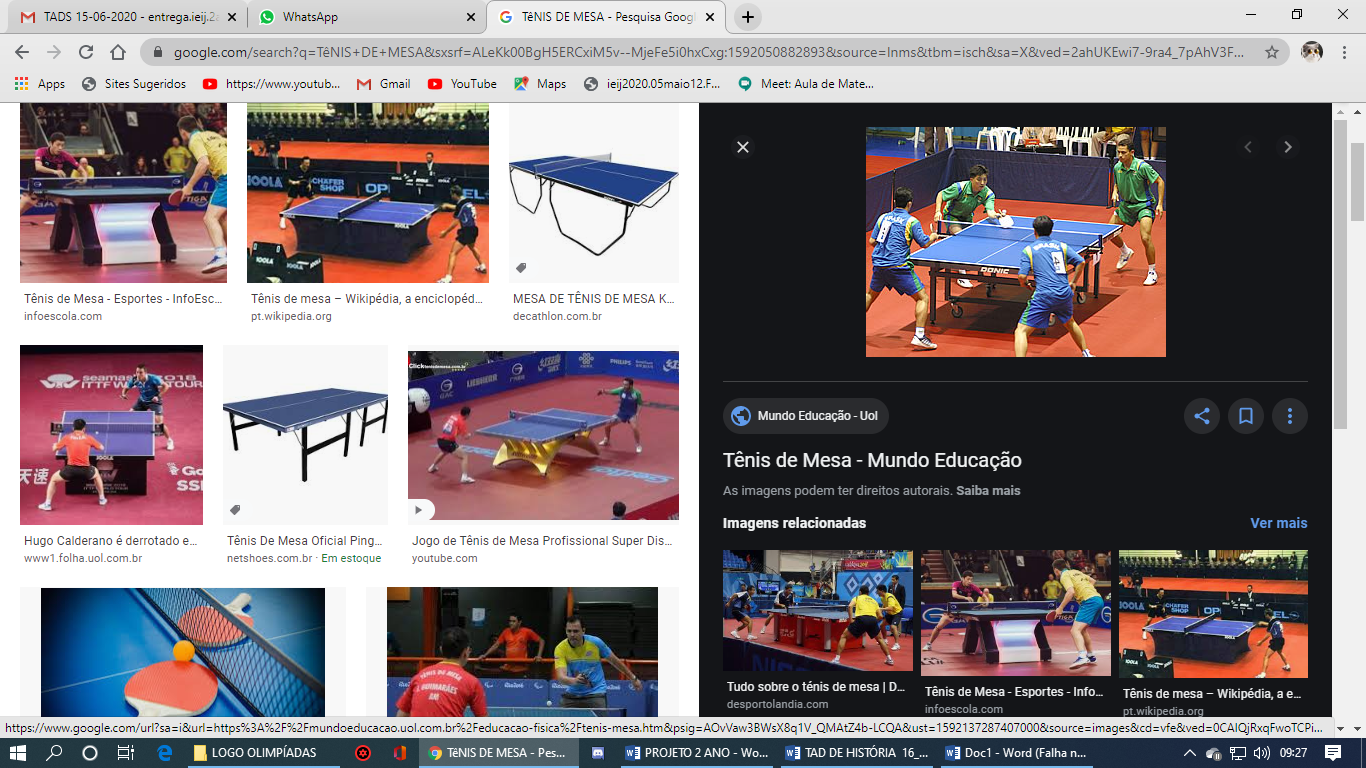 TADS 15-06-2020 - entrega.ieij.2
WhatsApp
TêNIS DE MESA - Pesquisa Goog
google.com/search?q=TêNIS+DE+MESA&sxsrf=ALeKk00BgH5ERCxiM5v--MjeFe5i0hxCxg:1592050882893&source=lnms&tbm=isch&sa=X&ved=2ahUKEwi7-9ra4_7pAhV3F...
Apps
Sites Sugeridos
https://www.youtub...
Gmail
YouTube
Maps
ieij2020.05maio12.F...
Meet: Aula de Mate...
Tênis de Mesa - Esportes - InfoEsc...
infoescola.com
Tênis de mesa – Wikipédia, a enciclopéd...
pt.wikipedia.org
MESA DE TÊNIS DE MESA K...
decathlon.com.br
Hugo Calderano é derrotado e...
www1.folha.uol.com.br
Tênis De Mesa Oficial Ping...
netshoes.com.br · Em estoque
Jogo de Tênis de Mesa Profissional Super Dis...
youtube.com
DONIC
BRASIL
Mundo Educação - Uol
Tênis de Mesa - Mundo Educação
As imagens podem ter direitos autorais. Saiba mais
Imagens relacionadas
Ver mais
Tudo sobre o ténis de mesa | D...
desportolandia.com
Tênis de Mesa - Esportes - Info...
infoescola.com
Tênis de mesa – Wikipédia, a e...
pt.wikipedia.org
https://www.google.com/url?sa=i&url=https%3A%2F%2Fmundoeducacao.uol.com.br%2Feducacao-fisica%2Ftenis-mesa.htm&psig=AOvVaw3BWsX8q1V_QMAtZ4b-LCQA&ust=1592137287407000&source=images&cd=vfe&ved=0CAIQjRxqFwoTCPi...
LOGO OLIMPÍADAS
TêNIS DE MESA - Pes...
PROJETO 2 ANO - Wo...
TAD DE HISTÓRIA 16_...
Doc1 - Word (Falha n...
09:27